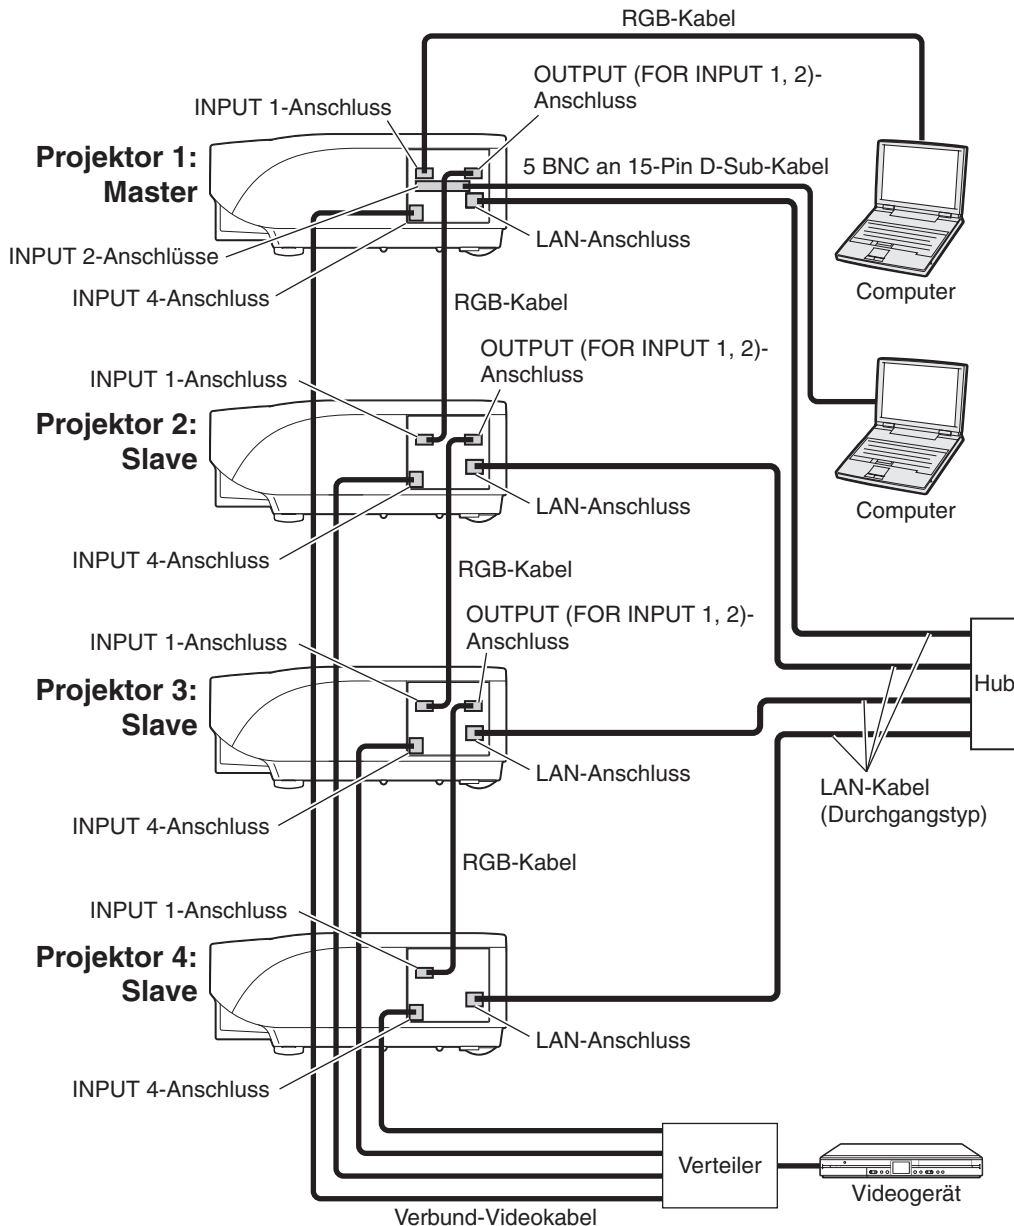 RGB-Kabel
OUTPUT (FOR INPUT 1, 2)-
Anschluss
INPUT 1-Anschluss
Projektor 1:
Master
5 BNC an 15-Pin D-Sub-Kabel
LAN-Anschluss
INPUT 2-Anschlüsse
INPUT 4-Anschluss
RGB-Kabel
Computer
OUTPUT (FOR INPUT 1, 2)-
Anschluss
INPUT 1-Anschluss
Projektor 2:
Slave
LAN-Anschluss
Computer
INPUT 4-Anschluss
RGB-Kabel
OUTPUT (FOR INPUT 1, 2)-
Anschluss
INPUT 1-Anschluss
Projektor 3:
Slave
Hub
LAN-Anschluss
LAN-Kabel
(Durchgangstyp)
INPUT 4-Anschluss
RGB-Kabel
INPUT 1-Anschluss
Projektor 4:
Slave
LAN-Anschluss
INPUT 4-Anschluss
Verteiler
Videogerät
Verbund-Videokabel